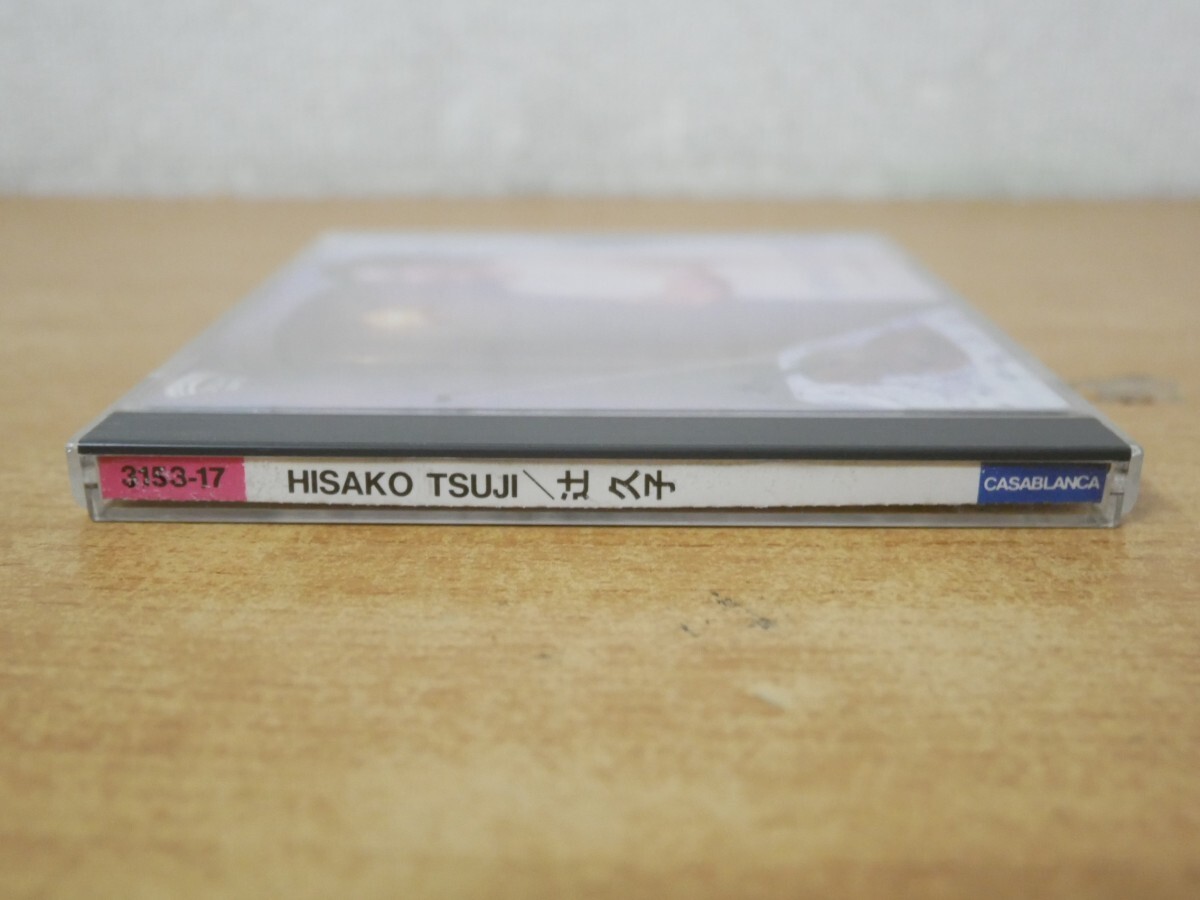 3153-17 HISAKO TSUJI／辻 久子 CASABLANCA